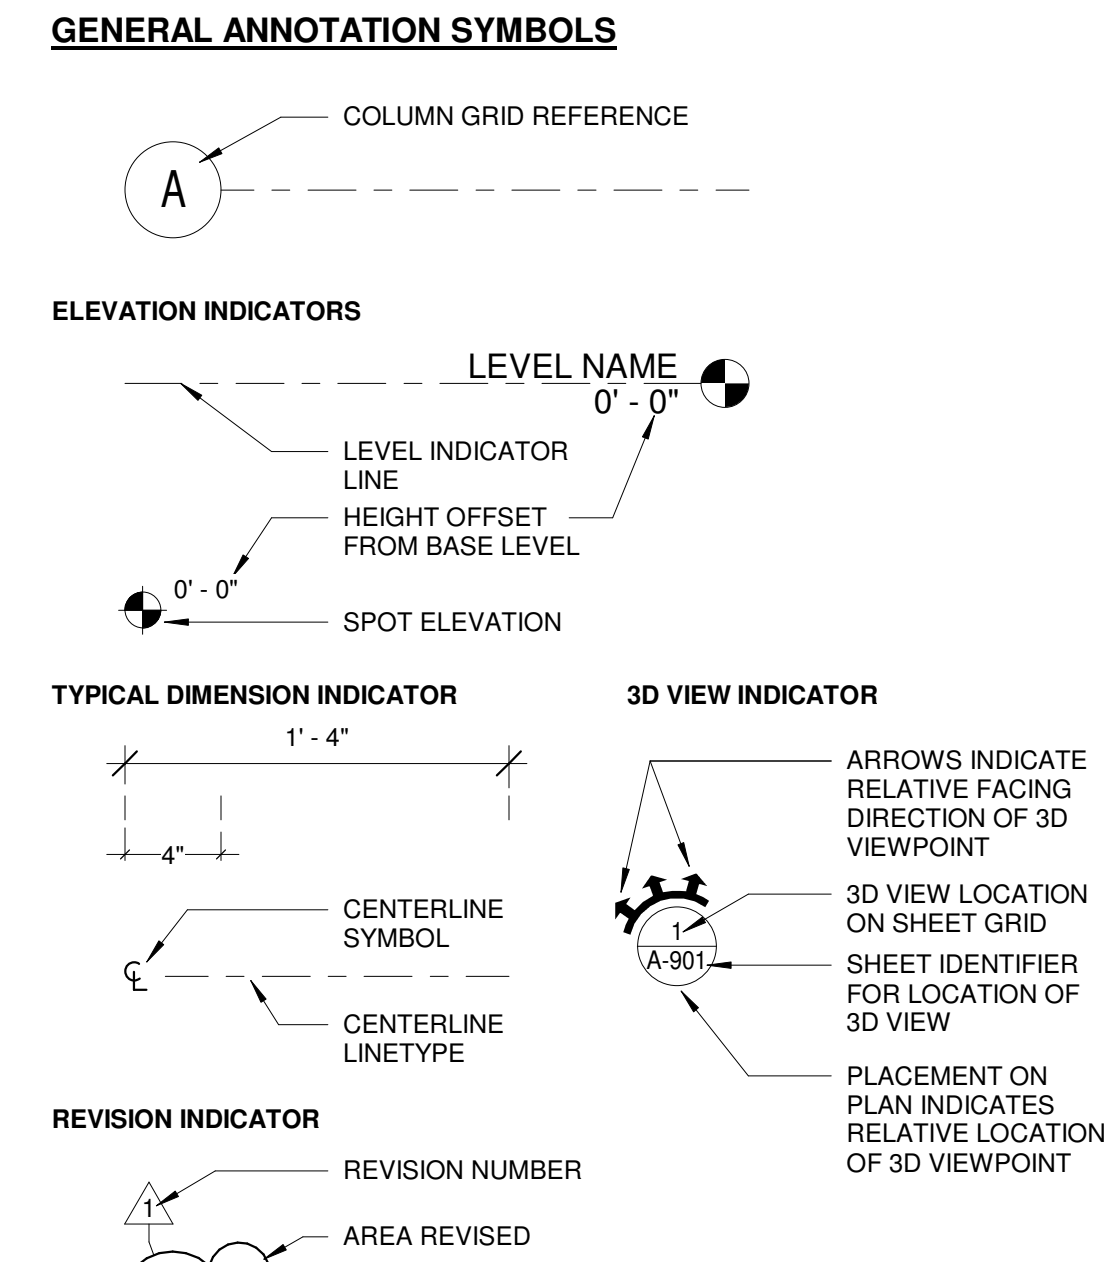 GENERAL ANNOTATION SYMBOLS
COLUMN GRID REFERENCE
A
ELEVATION INDICATORS
LEVEL NAME
0' - 0"
LEVEL INDICATOR
LINE
HEIGHT OFFSET
FROM BASE LEVEL
0' - 0"
SPOT ELEVATION
TYPICAL DIMENSION INDICATOR
1' - 4"
4"
CENTERLINE
SYMBOL
℄
CENTERLINE
LINETYPE
3D VIEW INDICATOR
ARROWS INDICATE
RELATIVE FACING
DIRECTION OF 3D
VIEWPOINT
3D VIEW LOCATION
ON SHEET GRID
1
A-901
SHEET IDENTIFIER
FOR LOCATION OF
3D VIEW
PLACEMENT ON
PLAN INDICATES
RELATIVE LOCATION
OF 3D VIEWPOINT
REVISION INDICATOR
REVISION NUMBER
1
AREA REVISED